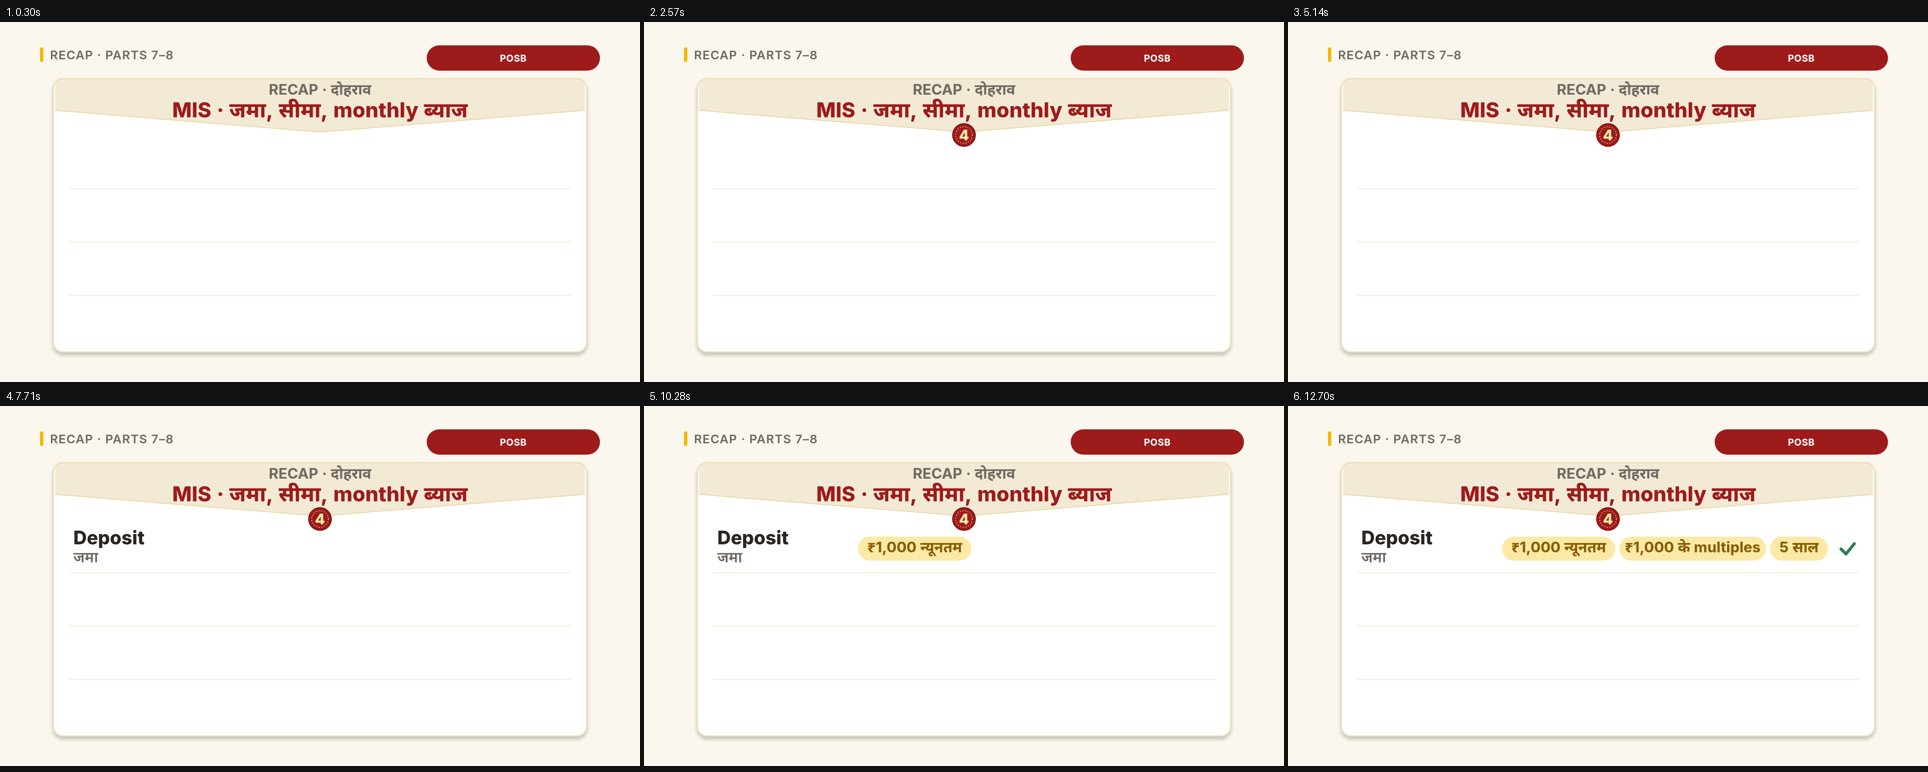 1. 0.30s
RECAP · PARTS 7–8
POSB
RECAP · दोहराव
MIS · जमा, सीमा, monthly ब्याज
2. 2.57s
RECAP · PARTS 7–8
POSB
RECAP · दोहराव
MIS · जमा, सीमा, monthly ब्याज
4
3. 5.14s
RECAP · PARTS 7–8
POSB
RECAP · दोहराव
MIS · जमा, सीमा, monthly ब्याज
4
4. 7.71s
RECAP · PARTS 7–8
POSB
RECAP · दोहराव
MIS · जमा, सीमा, monthly ब्याज
4
Deposit
जमा
5. 10.28s
RECAP · PARTS 7–8
POSB
RECAP · दोहराव
MIS · जमा, सीमा, monthly ब्याज
4
Deposit
जमा
₹1,000 न्यूनतम
6. 12.70s
RECAP · PARTS 7–8
POSB
RECAP · दोहराव
MIS · जमा, सीमा, monthly ब्याज
4
Deposit
जमा
₹1,000 न्यूनतम ₹1,000 के multiples 5 साल